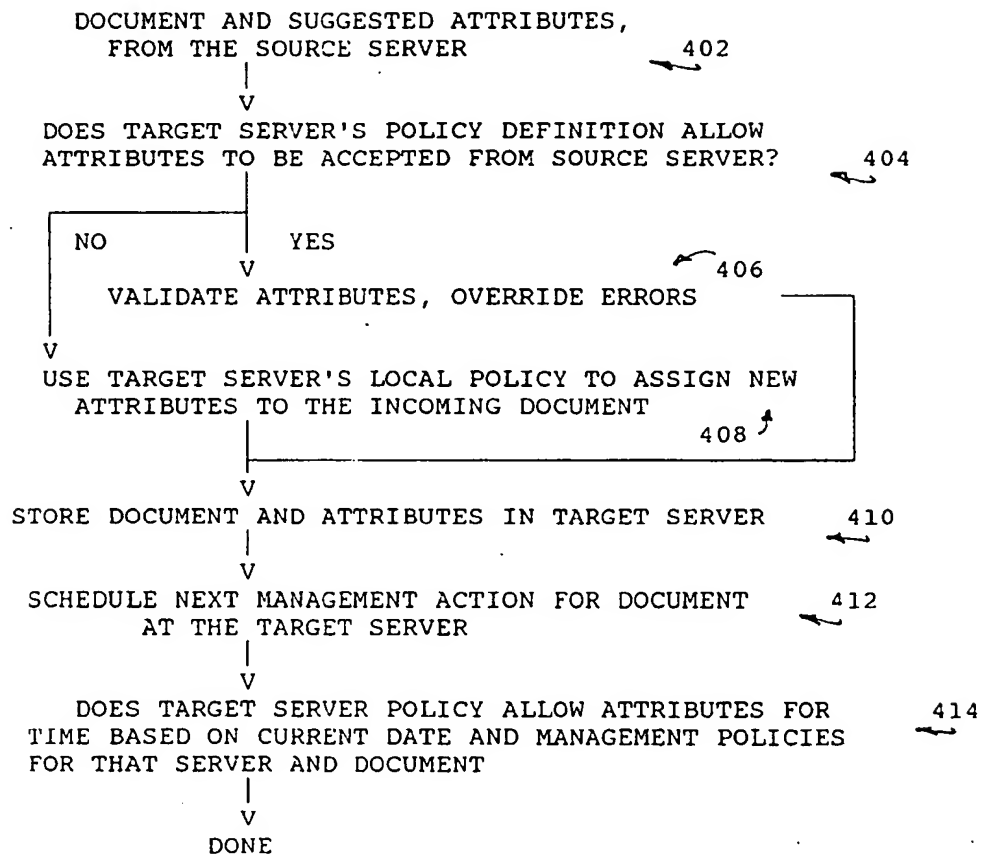 DOCUMENT AND SUGGESTED ATTRIBUTES,
FROM THE SOURCE SERVER 402
V
DOES TARGET SERVER'S POLICY DEFINITION ALLOW
ATTRIBUTES TO BE ACCEPTED FROM SOURCE SERVER? 404
NO YES
V
406
VALIDATE ATTRIBUTES, OVERRIDE ERRORS
V
USE TARGET SERVER'S LOCAL POLICY TO ASSIGN NEW
ATTRIBUTES TO THE INCOMING DOCUMENT
408
V
STORE DOCUMENT AND ATTRIBUTES IN TARGET SERVER 410
V
SCHEDULE NEXT MANAGEMENT ACTION FOR DOCUMENT 412
AT THE TARGET SERVER
V
DOES TARGET SERVER POLICY ALLOW ATTRIBUTES FOR 414
TIME BASED ON CURRENT DATE AND MANAGEMENT POLICIES
FOR THAT SERVER AND DOCUMENT
V
DONE